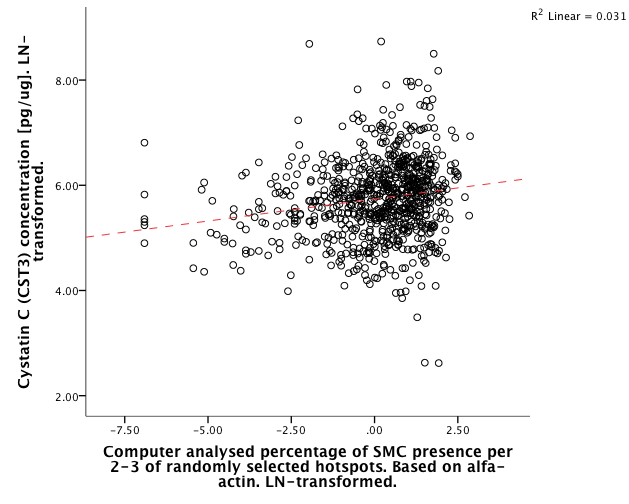 R2 Linear = 0.031
Cystatin C (CST3) concentration [pg/ug]. LN-
transformed.
8.00
6.00
4.00
2.00
-7.50 -5.00 -2.50 .00 2.50
Computer analysed percentage of SMC presence per
2-3 of randomly selected hotspots. Based on alfa-
actin. LN-transformed.